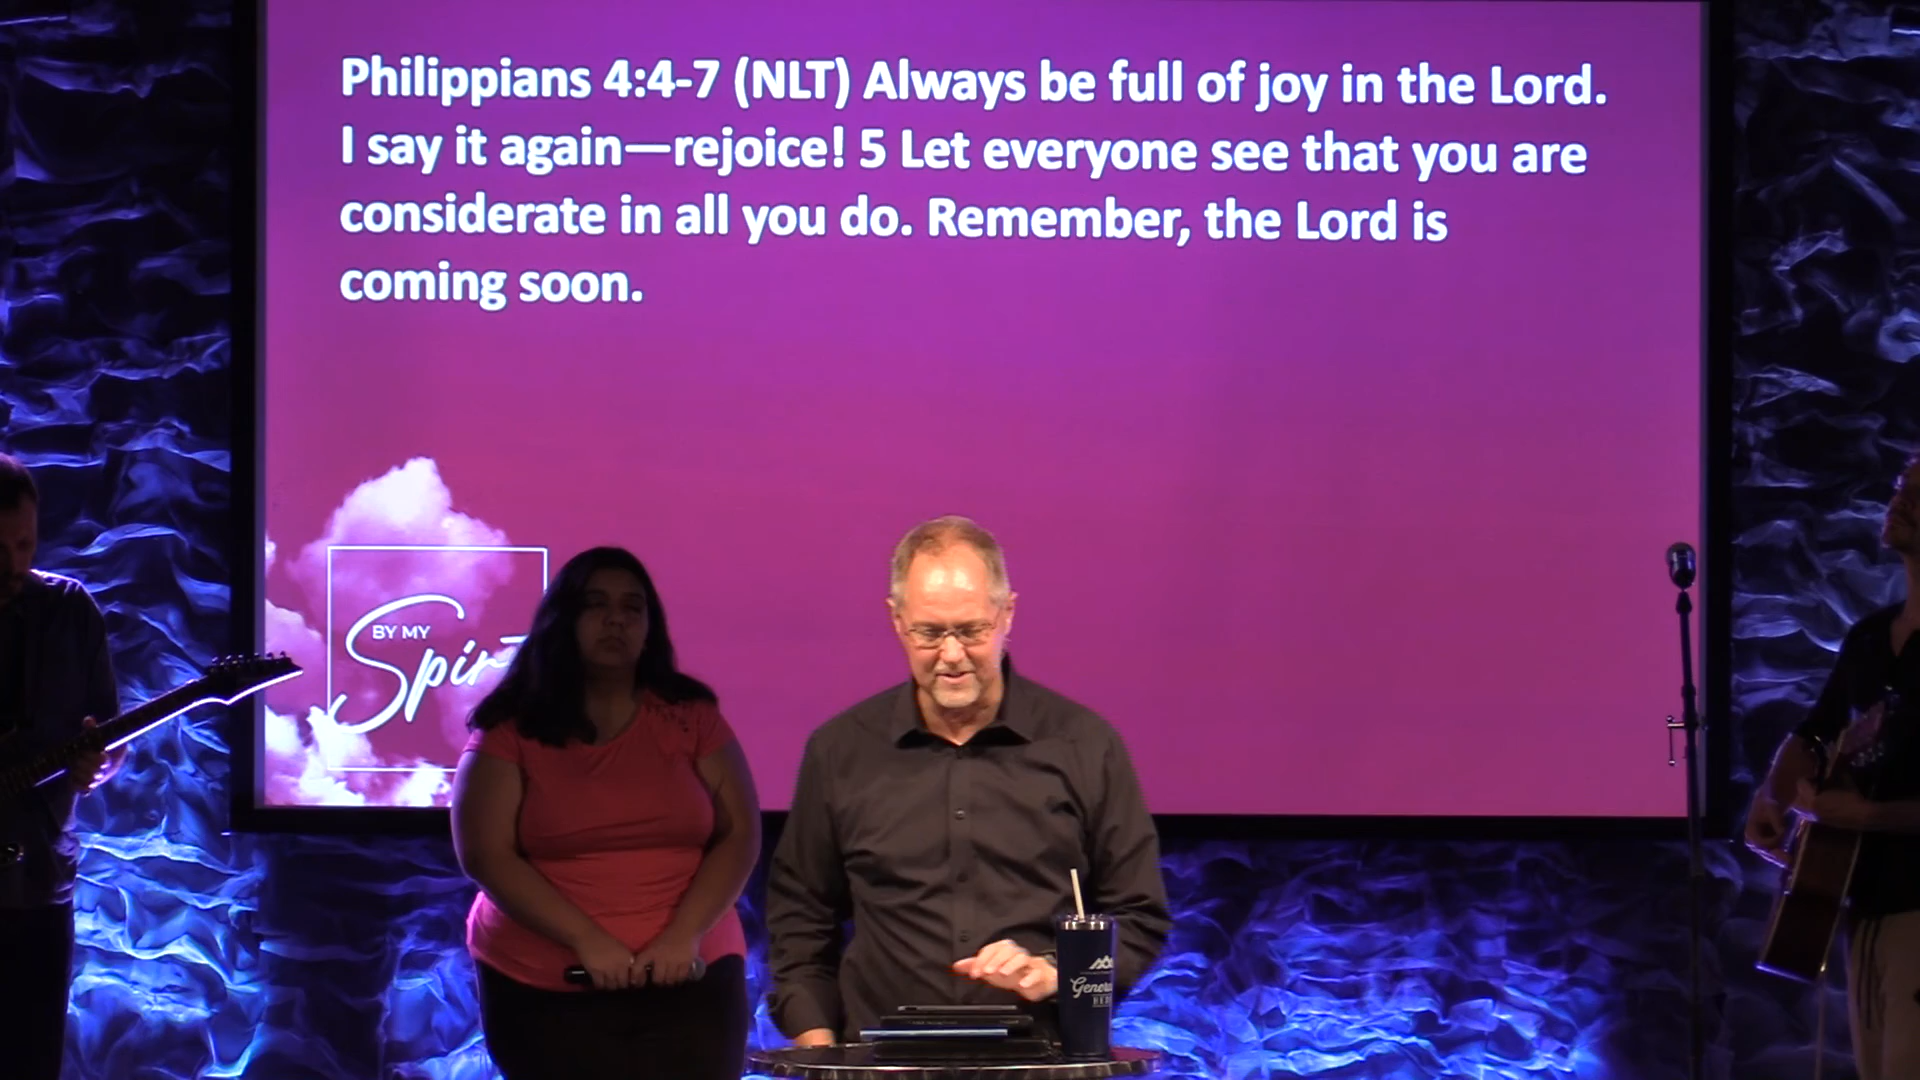 Philippians 4:4-7 (NLT) Always be full of joy in the Lord.
I say it again—rejoice! 5 Let everyone see that you are
considerate in all you do. Remember, the Lord is
coming soon.
BY MY